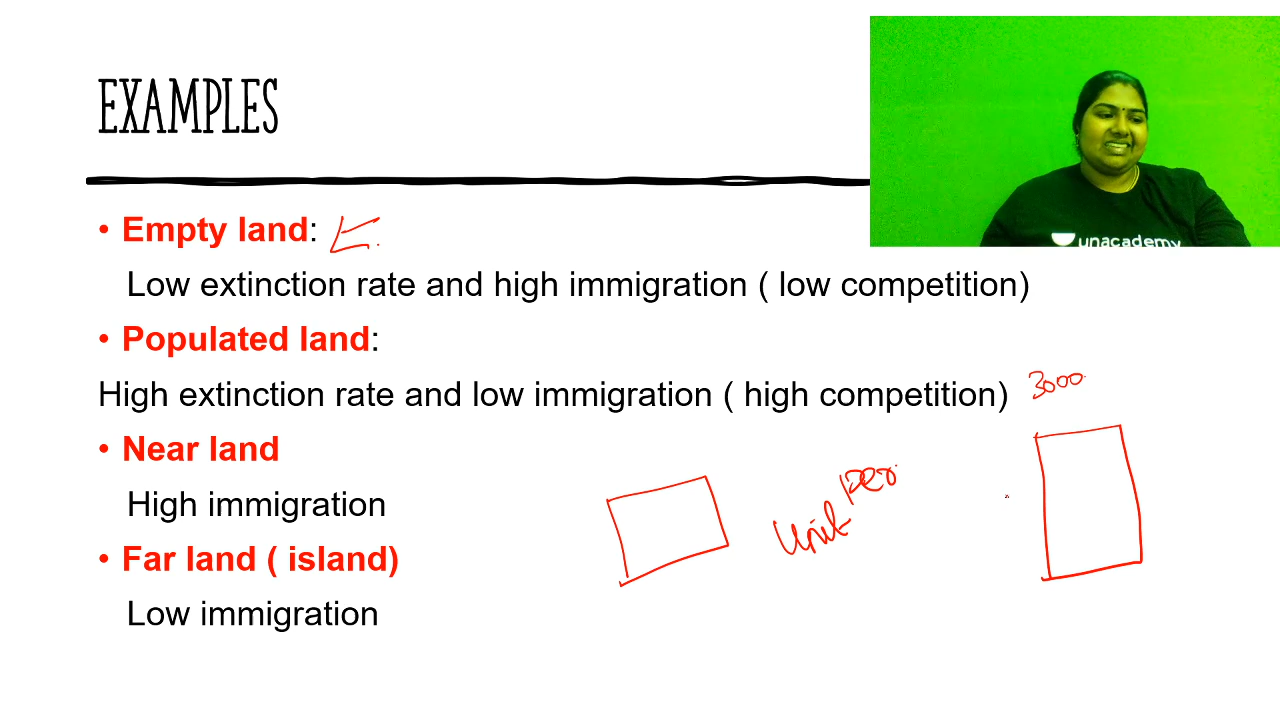 EXAMPLES
unacademy
• Empty land:
Low extinction rate and high immigration ( low competition)
• Populated land:
High extinction rate and low immigration ( high competition)
3000
• Near land
High immigration
Per
Unit
• Far land ( island)
Low immigration